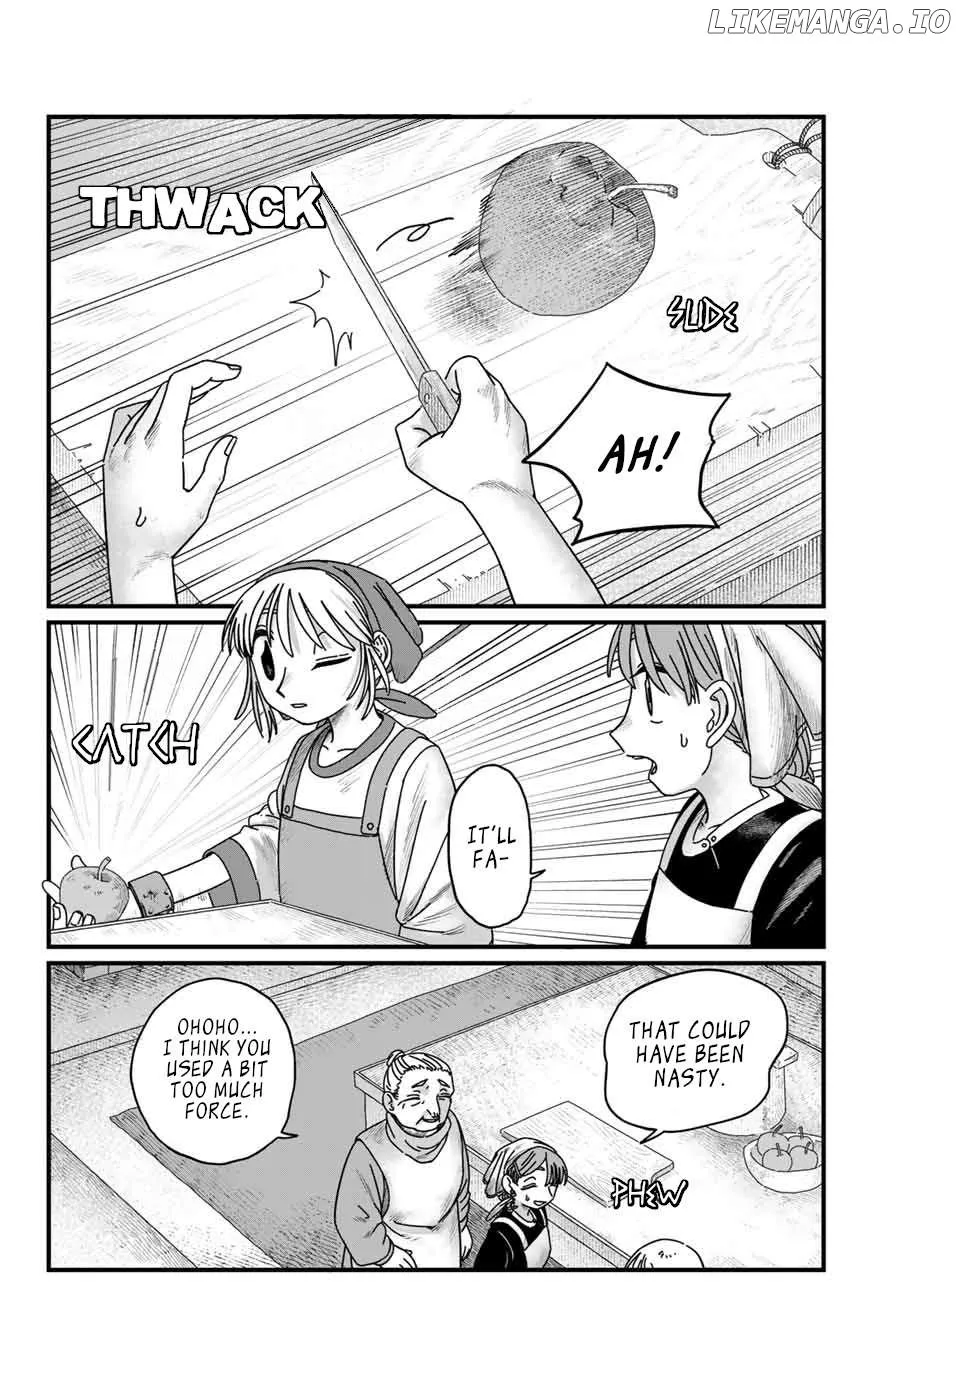 LIKEMANGA.IO
THWACK
SLIDE
AH!
CATCH
IT'LL
FA-
THAT COULD
HAVE BEEN
NASTY.
OHOHO...
I THINK YOU
USED A BIT
TOO MUCH
FORCE.
PHEW